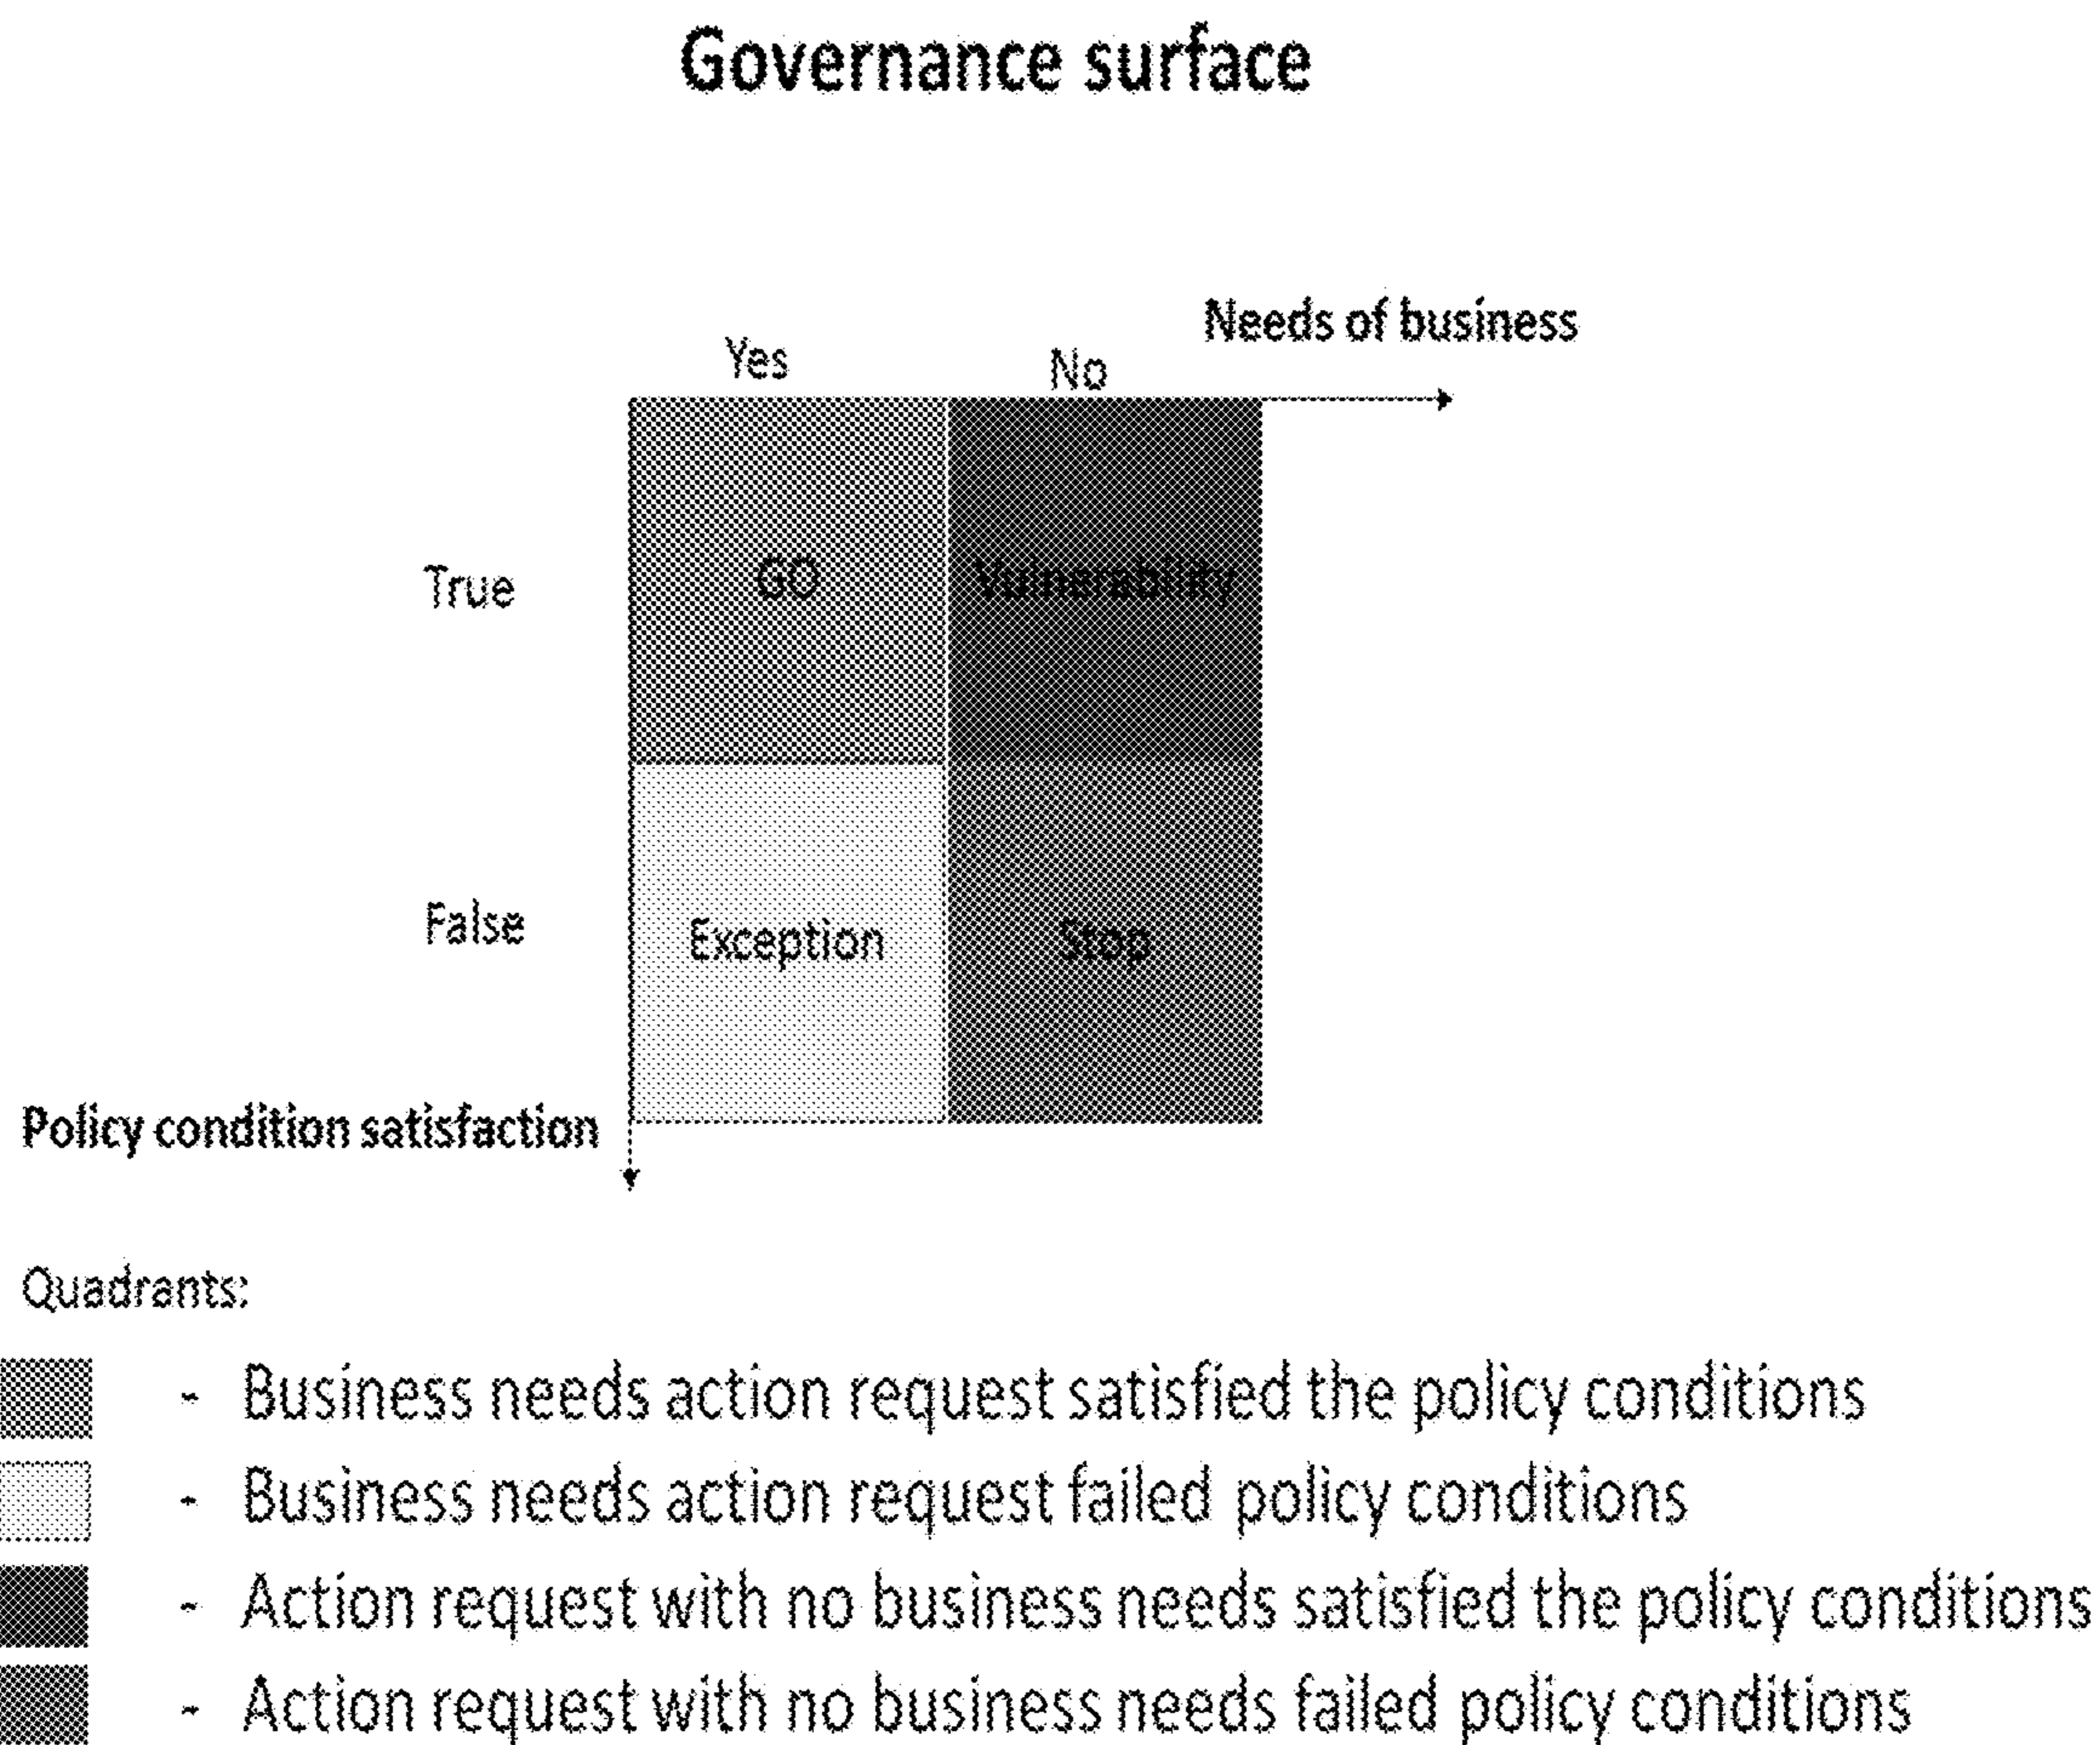 Governance surface
Needs of business
Yes
No
True
GO
Vulnerability
False
Exception
Stop
Policy condition satisfaction
Quadrants:
- Business needs action request satisfied the policy conditions
- Business needs action request failed policy conditions
- Action request with no business needs satisfied the policy conditions
- Action request with no business needs failed policy conditions